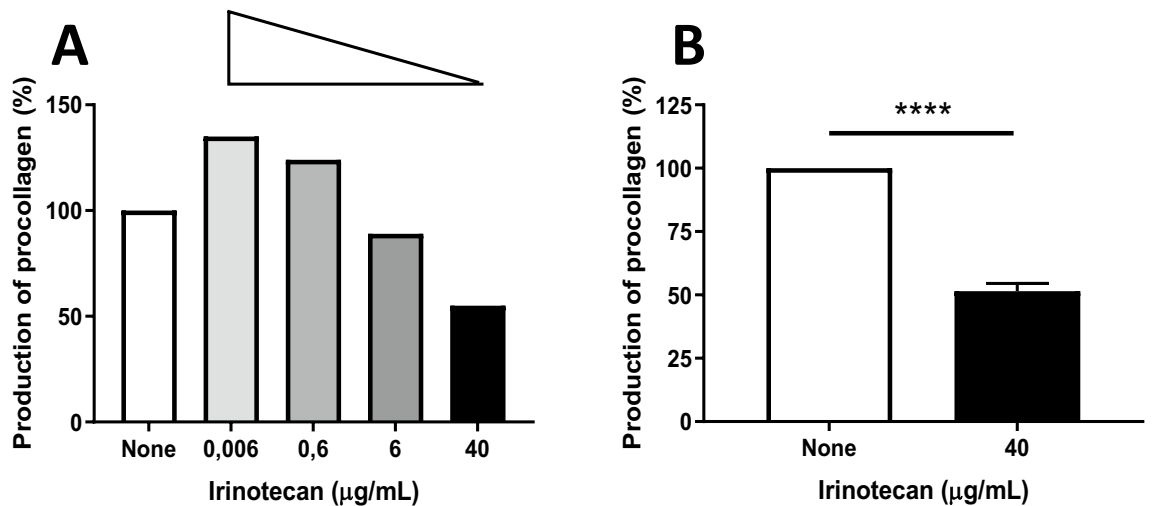 A
Production of procollagen (%)
150
100
50
0
None 0,006 0,6 6 40
Irinotecan (μg/mL)
B
Production of procollagen (%)
125
100
75
50
25
0
****
None 40
Irinotecan (μg/mL)